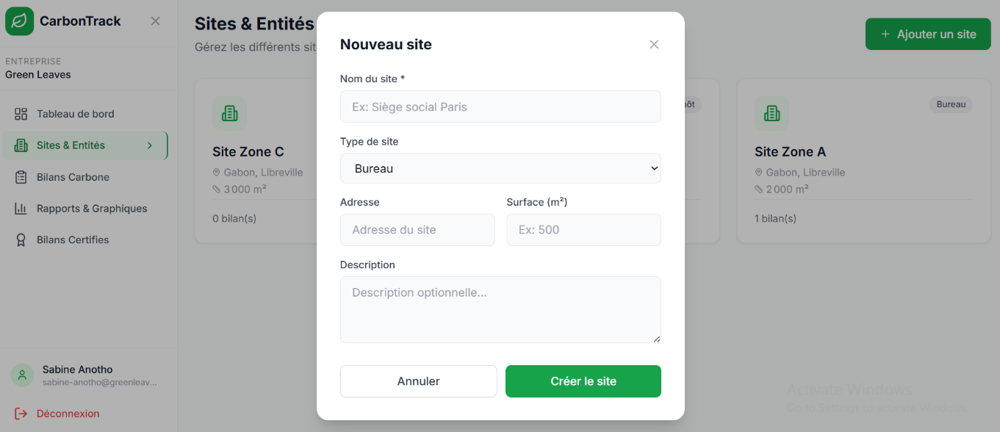 CarbonTrack
ENTREPRISE
Green Leaves
Tableau de bord
Sites & Entités
Bilans Carbone
Rapports & Graphiques
Bilans Certifies
Sabine Anotho
sabine-anotho@greenleav...
Déconnexion
Sites & Entités
Gérez les différents
+ Ajouter un site
Site Zone C
Gabon, Libreville
3 000 m²
0 bilan(s)
Bureau
Site Zone A
Gabon, Libreville
2 000 m²
1 bilan(s)
Nouveau site
Nom du site *
Ex: Siège social Paris
Type de site
Bureau
Adresse
Surface (m²)
Adresse du site
Ex: 500
Description
Description optionnelle...
Annuler
Créer le site
Activate Windows
Go to Settings to activate Windows.